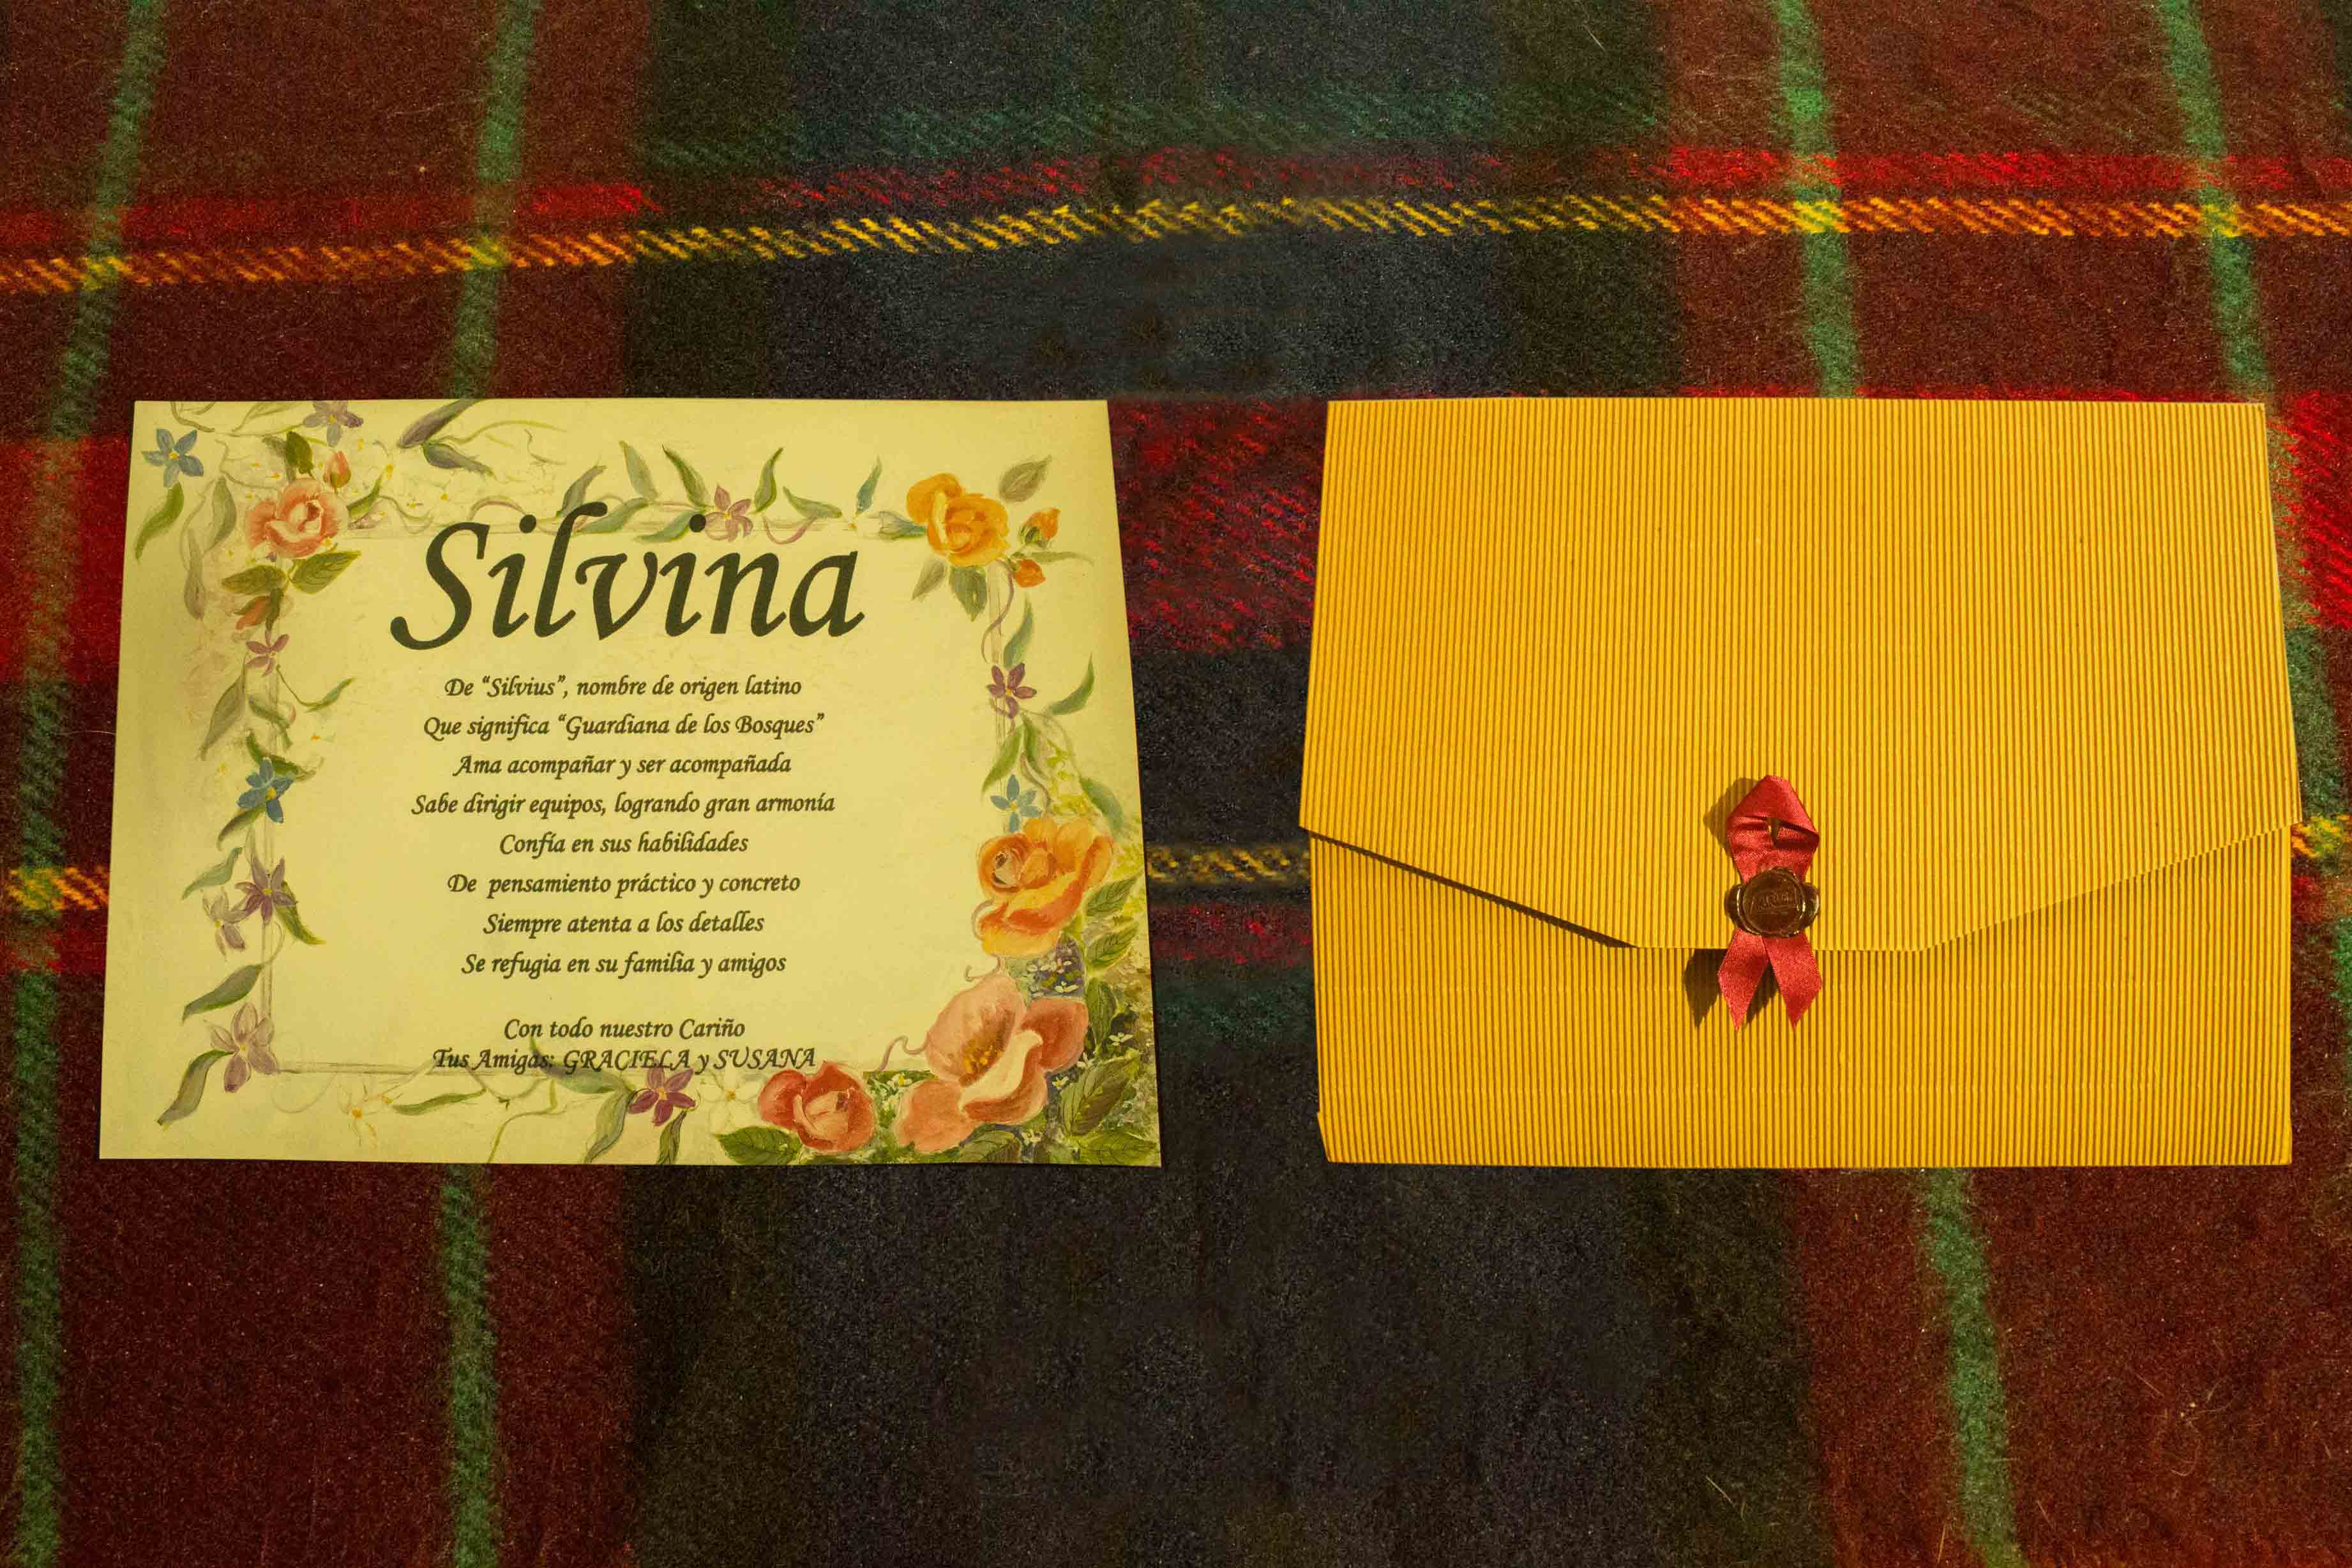 Silvina
De “Silvius”, nombre de origen latino
Que significa “Guardiana de los Bosques”
Ama acompañar y ser acompañada
Sabe dirigir equipos, logrando gran armonía
Confía en sus habilidades
De pensamiento práctico y concreto
Siempre atenta a los detalles
Se refugia en su familia y amigos
Con todo nuestro Cariño
Tus Amigas: GRACIELA y SUSANA